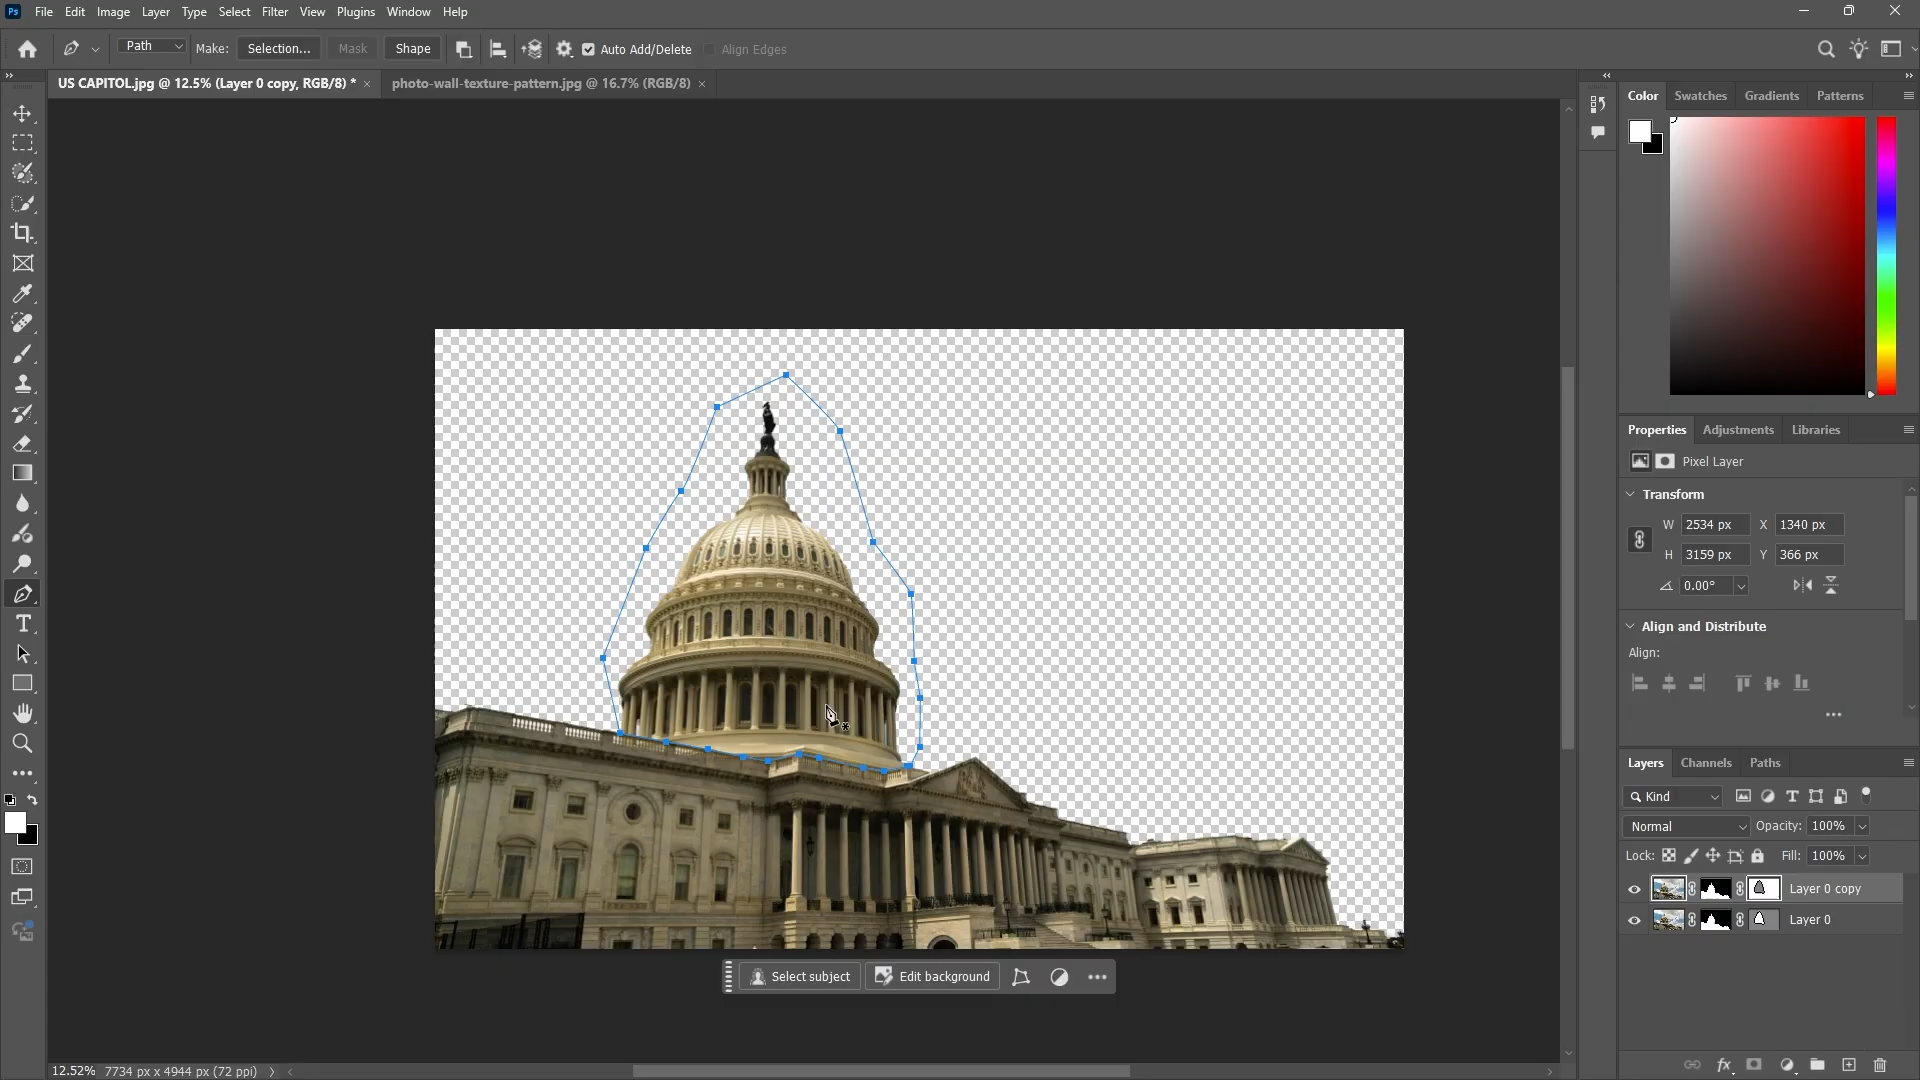 Ps File Edit Image Layer Type Select Filter View Plugins Window Help
Path Make: Selection... Mask Shape Auto Add/Delete Align Edges
US CAPITOL.jpg @ 12.5% (Layer 0 copy, RGB/8) * × photo-wall-texture-pattern.jpg @ 16.7% (RGB/8) ×
Color Swatches Gradients Patterns
Properties Adjustments Libraries
Pixel Layer
Transform
W 2534 px X 1340 px
H 3159 px Y 366 px
0.00°
Align and Distribute
Align:
Layers Channels Paths
Kind
Normal Opacity: 100%
Lock: Fill: 100%
Layer 0 copy
Layer 0
Select subject Edit background
12.52% 7734 px x 4944 px (72 ppi)